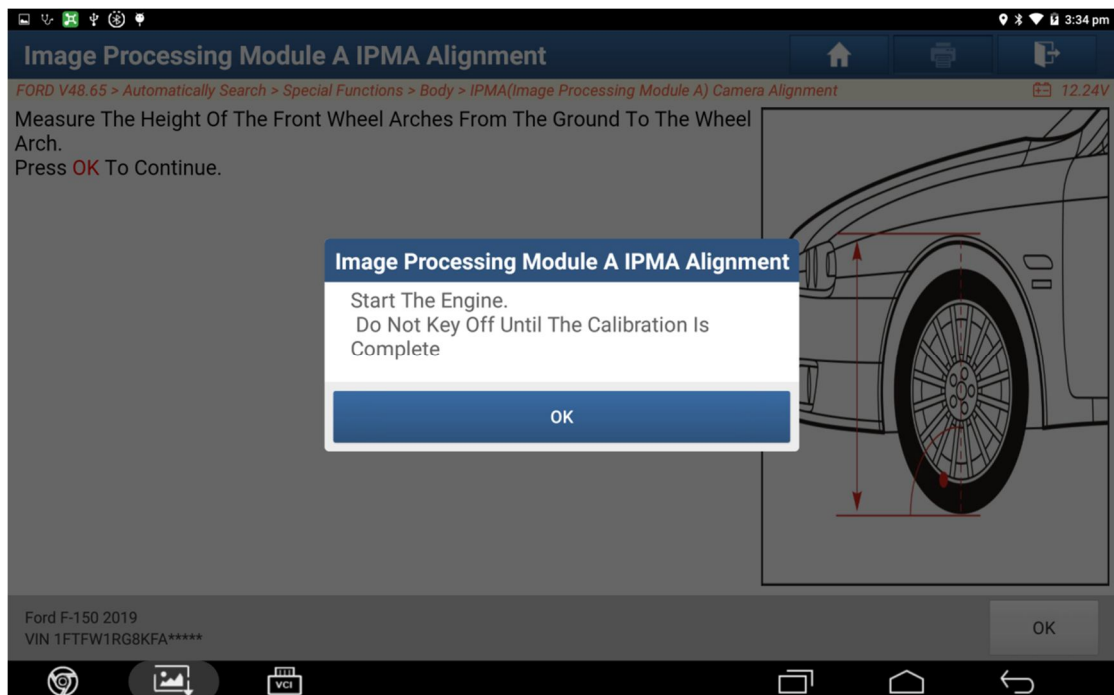 3:34 pm
Image Processing Module A IPMA Alignment
FORD V48.65 > Automatically Search > Special Functions > Body > IPMA(Image Processing Module A) Camera Alignment
12.24V
Measure The Height Of The Front Wheel Arches From The Ground To The Wheel
Arch.
Press OK To Continue.
Image Processing Module A IPMA Alignment
Start The Engine.
Do Not Key Off Until The Calibration Is
Complete
OK
Ford F-150 2019
VIN 1FTFW1RG8KFA*****
OK
VCI